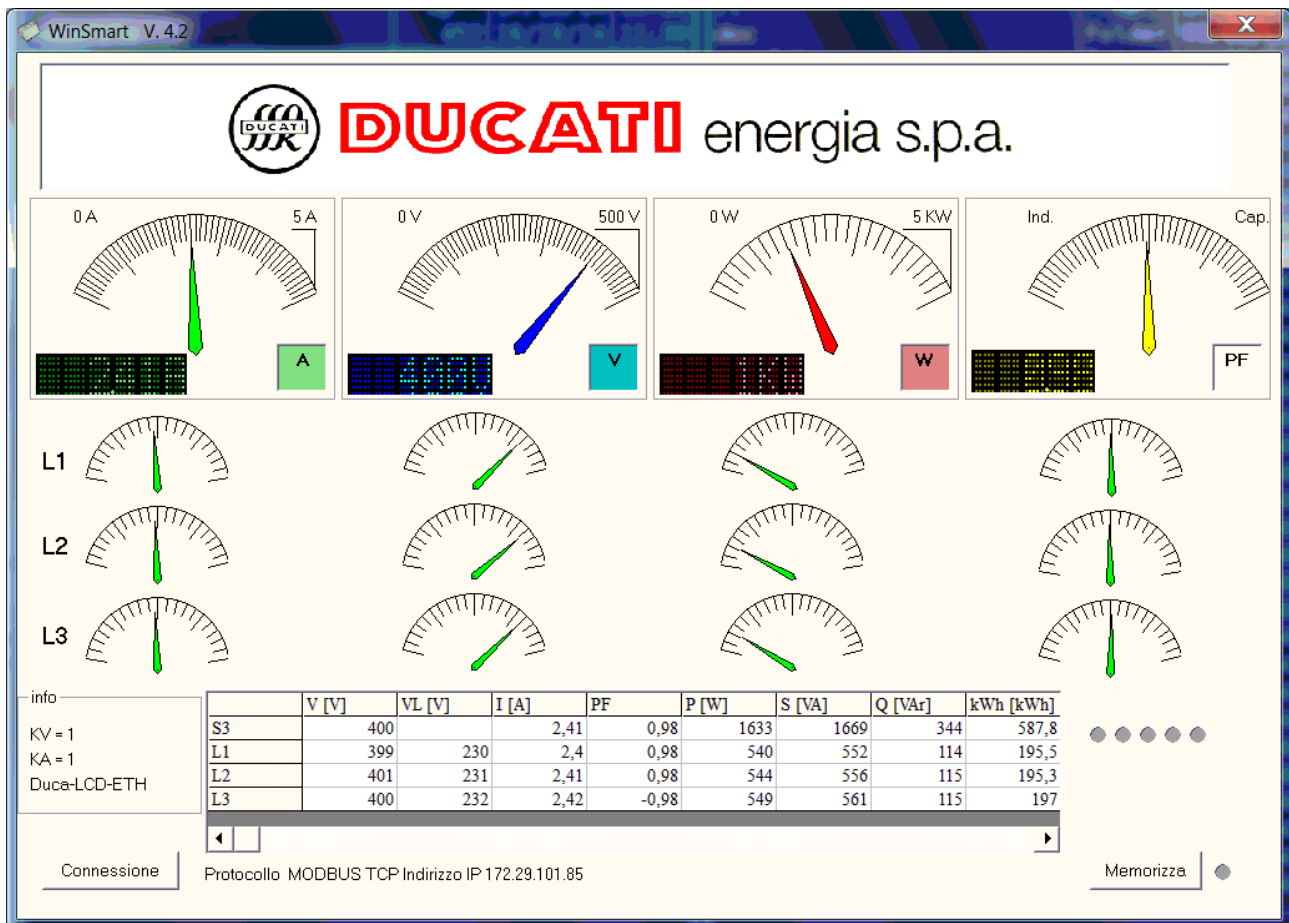 WinSmart V. 4.2
DUCATI
DUCATI energia s.p.a.
0 A 5 A
0 V 500 V
0 W 5 KW
Ind. Cap.
A
V
W
PF
L1
L2
L3
info
KV = 1
KA = 1
Duca-LCD-ETH
V [V] VL [V] I [A] PF P [W] S [VA] Q [VAr] kWh [kWh]
S3 400 2,41 0,98 1633 1669 344 587,8
L1 399 230 2,4 0,98 540 552 114 195,5
L2 401 231 2,41 0,98 544 556 115 195,3
L3 400 232 2,42 -0,98 549 561 115 197
Connessione
Protocollo MODBUS TCP Indirizzo IP 172.29.101.85
Memorizza